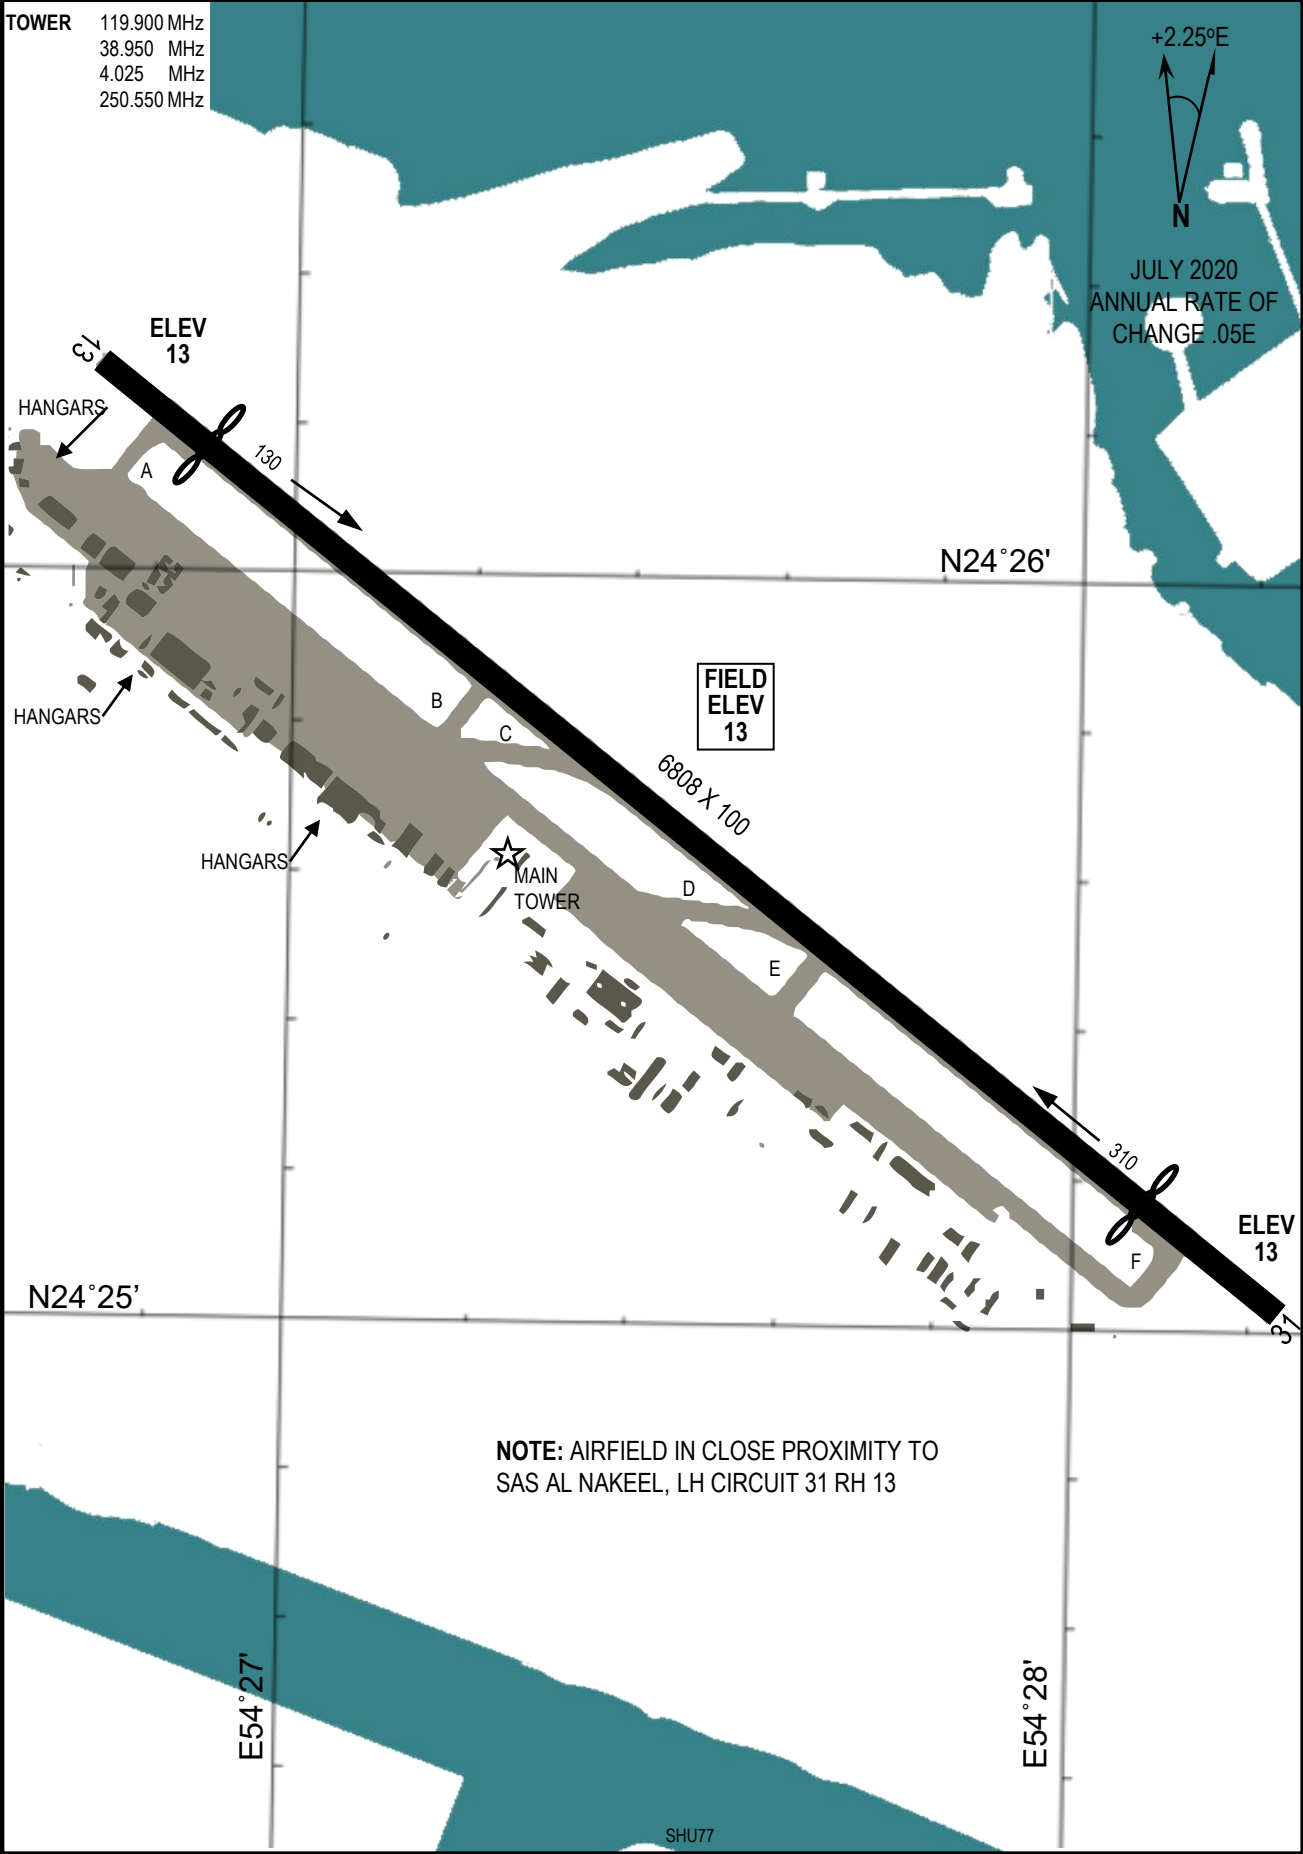 TOWER 119.900 MHz
38.950 MHz
4.025 MHz
250.550 MHz
+2.25ºE
N
JULY 2020
ANNUAL RATE OF
CHANGE .05E
13
ELEV
13
HANGARS
A
130
N24°26'
B
C
FIELD
ELEV
13
HANGARS
6808 X 100
HANGARS
MAIN
TOWER
D
E
310
F
ELEV
13
31
N24°25'
NOTE: AIRFIELD IN CLOSE PROXIMITY TO
SAS AL NAKEEL, LH CIRCUIT 31 RH 13
E54°27'
E54°28'
SHU77